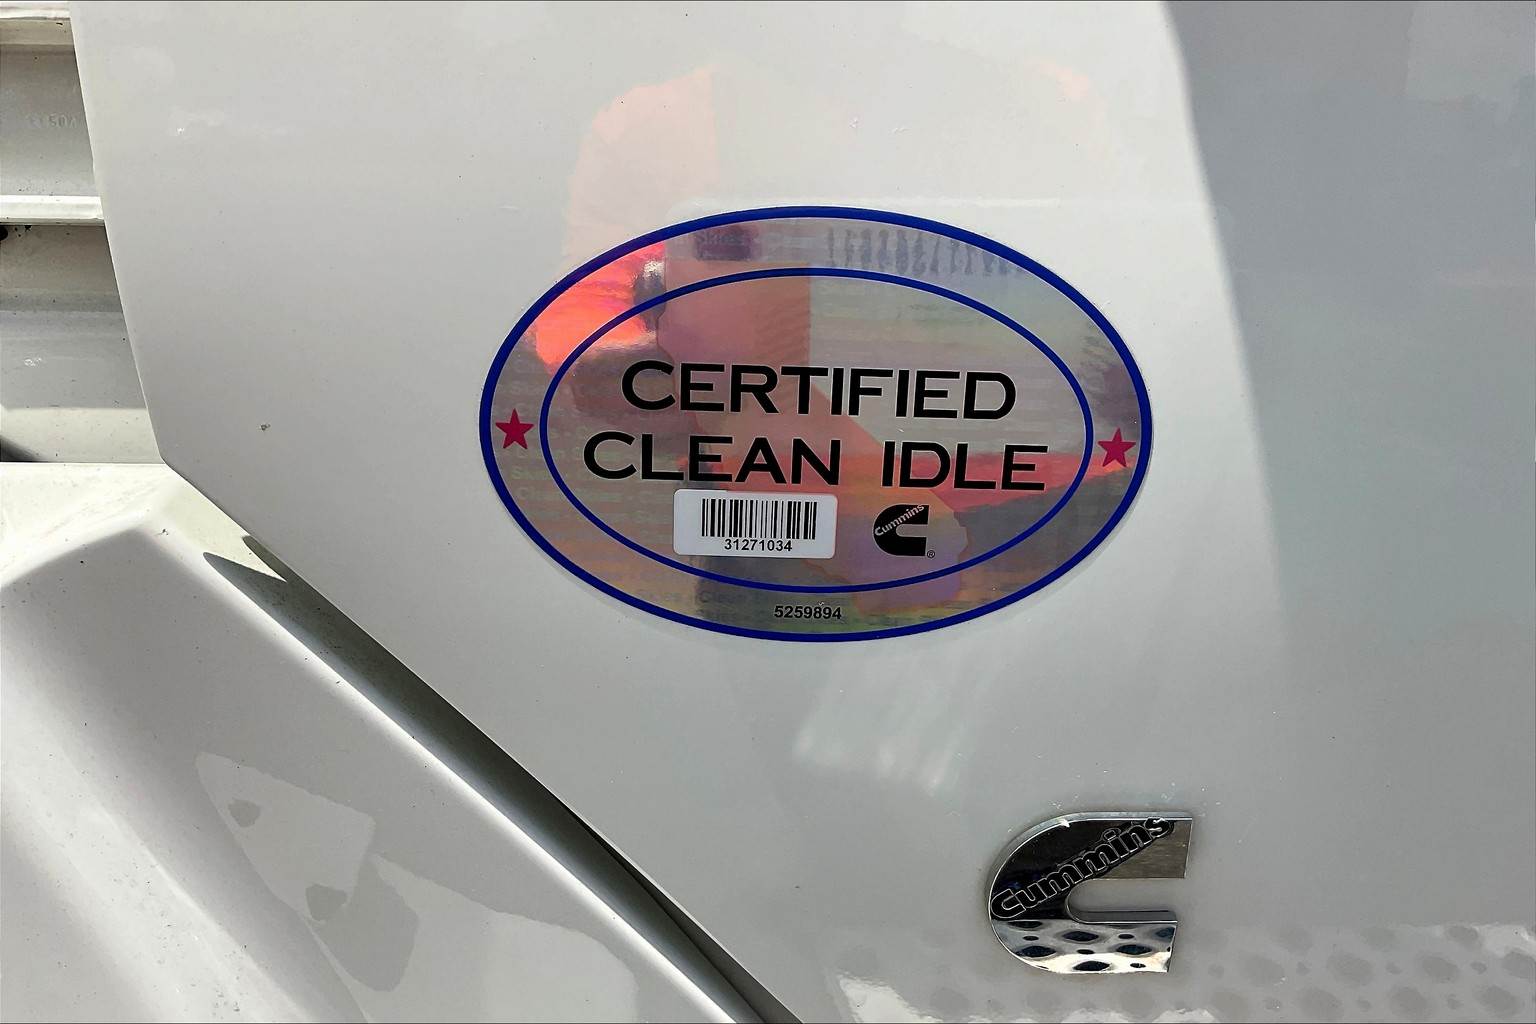 CERTIFIED
CLEAN IDLE
31271034
Cummins
®
5259894
Cummins